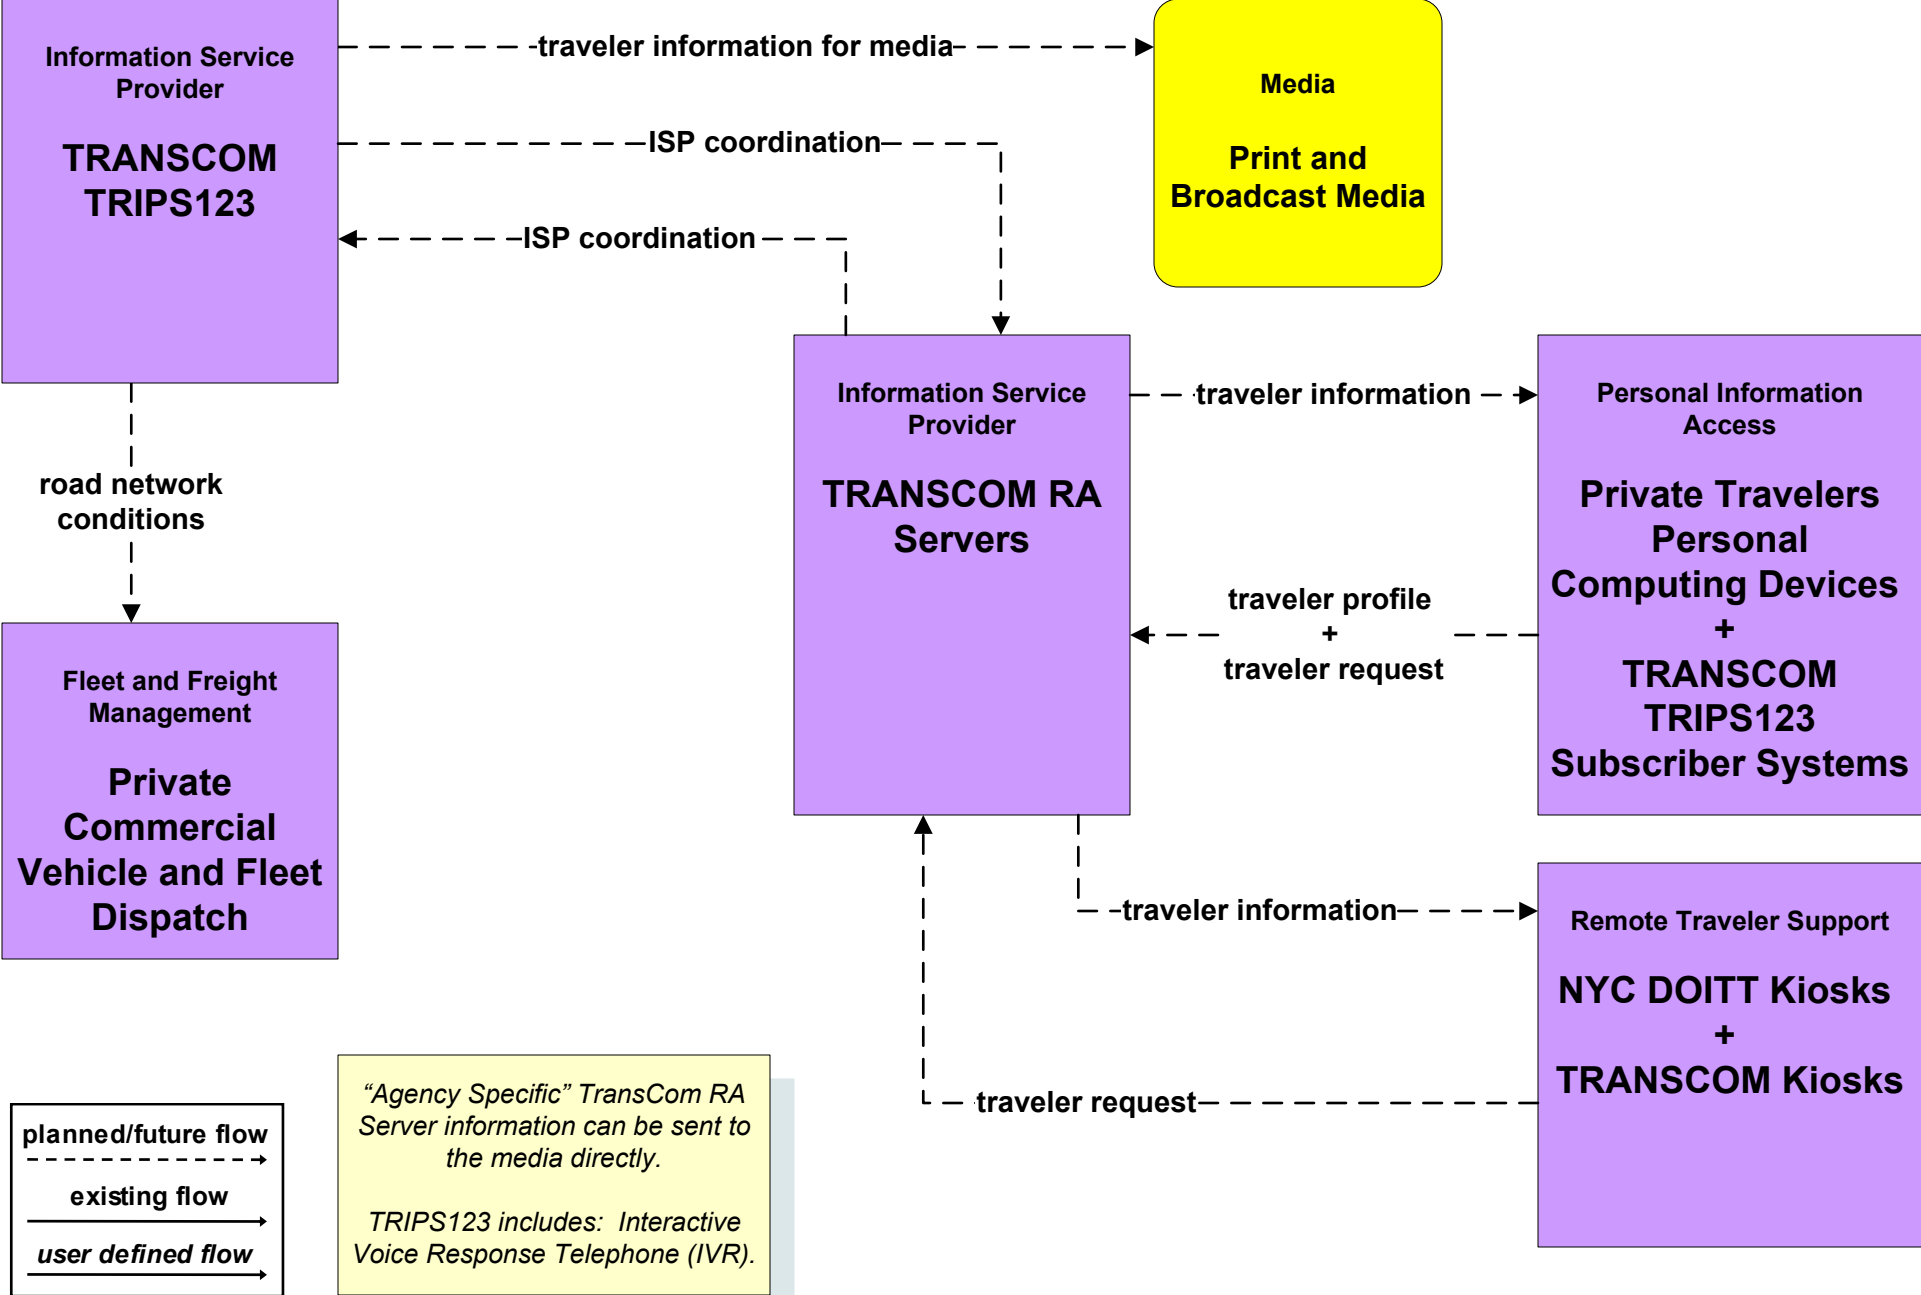 Information Service
Provider
TRANSCOM
TRIPS123
traveler information for media
ISP coordination
ISP coordination
Media
Print and
Broadcast Media
road network
conditions
Fleet and Freight
Management
Private
Commercial
Vehicle and Fleet
Dispatch
Information Service
Provider
TRANSCOM RA
Servers
traveler information
traveler profile
+
traveler request
Personal Information
Access
Private Travelers
Personal
Computing Devices
+
TRANSCOM
TRIPS123
Subscriber Systems
traveler information
traveler request
Remote Traveler Support
NYC DOITT Kiosks
+
TRANSCOM Kiosks
planned/future flow
existing flow
user defined flow
“Agency Specific” TransCom RA
Server information can be sent to
the media directly.
TRIPS123 includes:  Interactive
Voice Response Telephone (IVR).